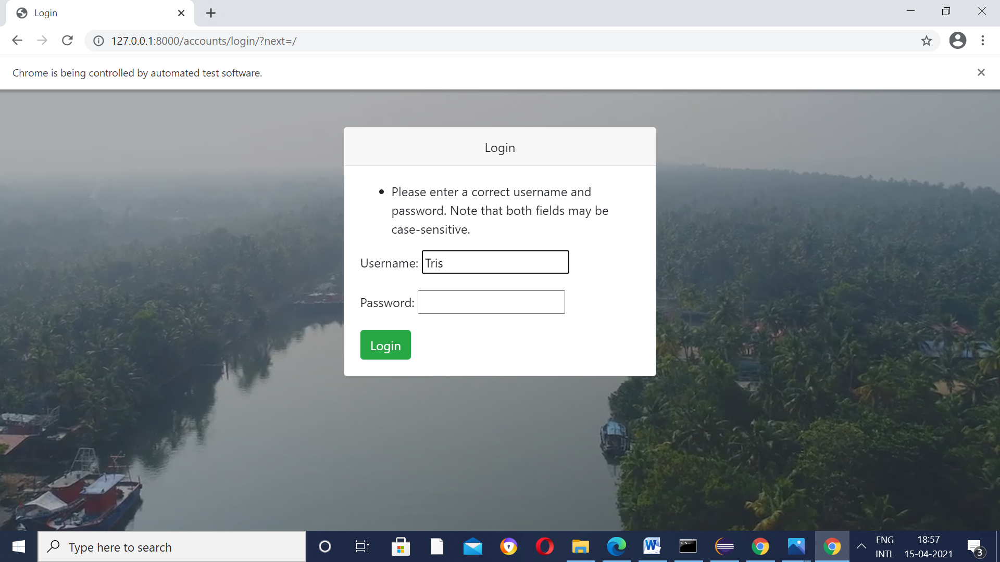 Login
127.0.0.1:8000/accounts/login/?next=/
Chrome is being controlled by automated test software.
Login
• Please enter a correct username and
password. Note that both fields may be
case-sensitive.
Username: Tris
Password:
Login
Type here to search
ENG
INTL
18:57
15-04-2021
3